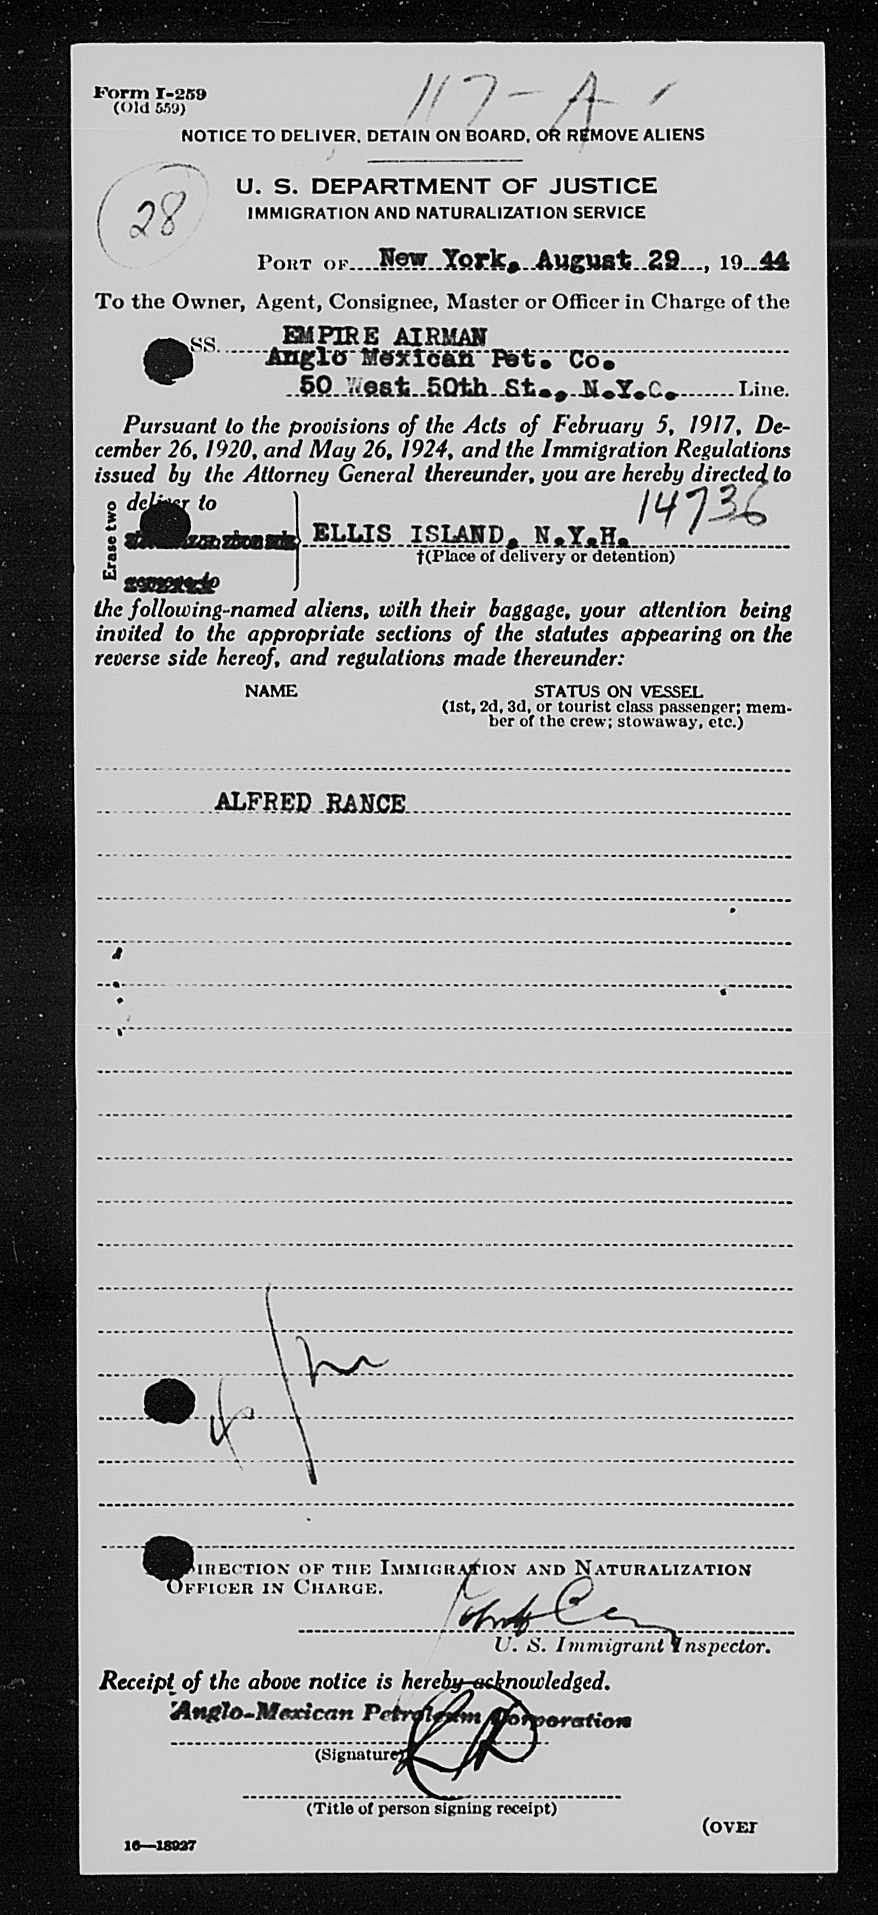 117-A
Form I-259
(Old 559)
NOTICE TO DELIVER, DETAIN ON BOARD, OR REMOVE ALIENS
28
U. S. DEPARTMENT OF JUSTICE
IMMIGRATION AND NATURALIZATION SERVICE
PORT OF New York, August 29, 1944
To the Owner, Agent, Consignee, Master or Officer in Charge of the
SS. EMPIRE AIRMAN
Anglo Mexican Pet. Co.
50 West 50th St., N.Y.C. Line.
Pursuant to the provisions of the Acts of February 5, 1917, De-
cember 26, 1920, and May 26, 1924, and the Immigration Regulations
issued by the Attorney General thereunder, you are hereby directed to
deliver to
14736
Erase two
ELLIS ISLAND, N.Y.H.
†(Place of delivery or detention)
the following-named aliens, with their baggage, your attention being
invited to the appropriate sections of the statutes appearing on the
reverse side hereof, and regulations made thereunder:
NAME STATUS ON VESSEL
(1st, 2d, 3d, or tourist class passenger; mem-
ber of the crew; stowaway, etc.)
ALFRED RANCE
DIRECTION OF THE IMMIGRATION AND NATURALIZATION
OFFICER IN CHARGE.
U. S. Immigrant Inspector.
Receipt of the above notice is hereby acknowledged.
Anglo-Mexican Petroleum Corporation
(Signature)
(Title of person signing receipt)
(OVER
16—18927